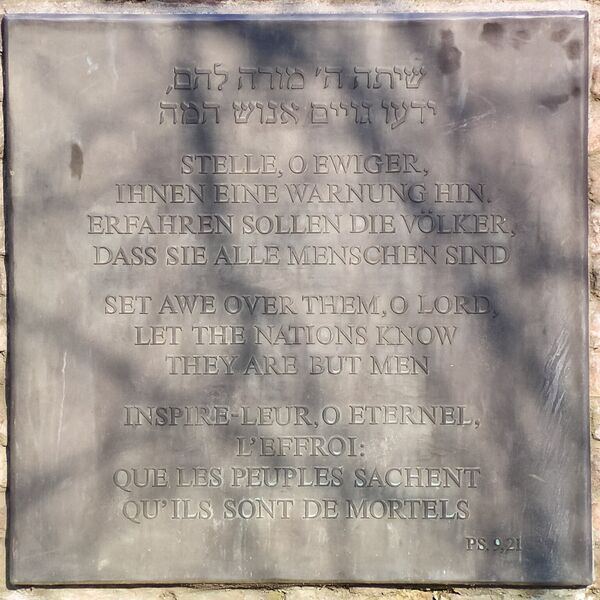 שיתה ה' מורה להם,
ידעו גויים אנוש המה
STELLE, O EWIGER,
IHNEN EINE WARNUNG HIN.
ERFAHREN SOLLEN DIE VÖLKER,
DASS SIE ALLE MENSCHEN SIND
SET AWE OVER THEM, O LORD,
LET THE NATIONS KNOW
THEY ARE BUT MEN
INSPIRE-LEUR, O ETERNEL,
L'EFFROI:
QUE LES PEUPLES SACHENT
QU'ILS SONT DE MORTELS
PS. 9,21